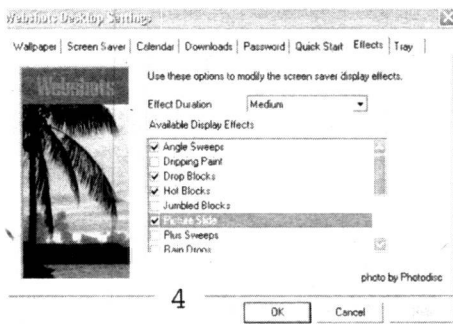 Webshots Desktop Settings
Wallpaper Screen Saver Calendar Downloads Password Quick Start Effects Tray
Webshots
Use these options to modify the screen saver display effects.
Effect Duration Medium
Available Display Effects
Angle Sweeps
Dripping Paint
Drop Blocks
Hot Blocks
Jumbled Blocks
Picture Slide
Plus Sweeps
Rain Drops
photo by Photodisc
4
OK Cancel